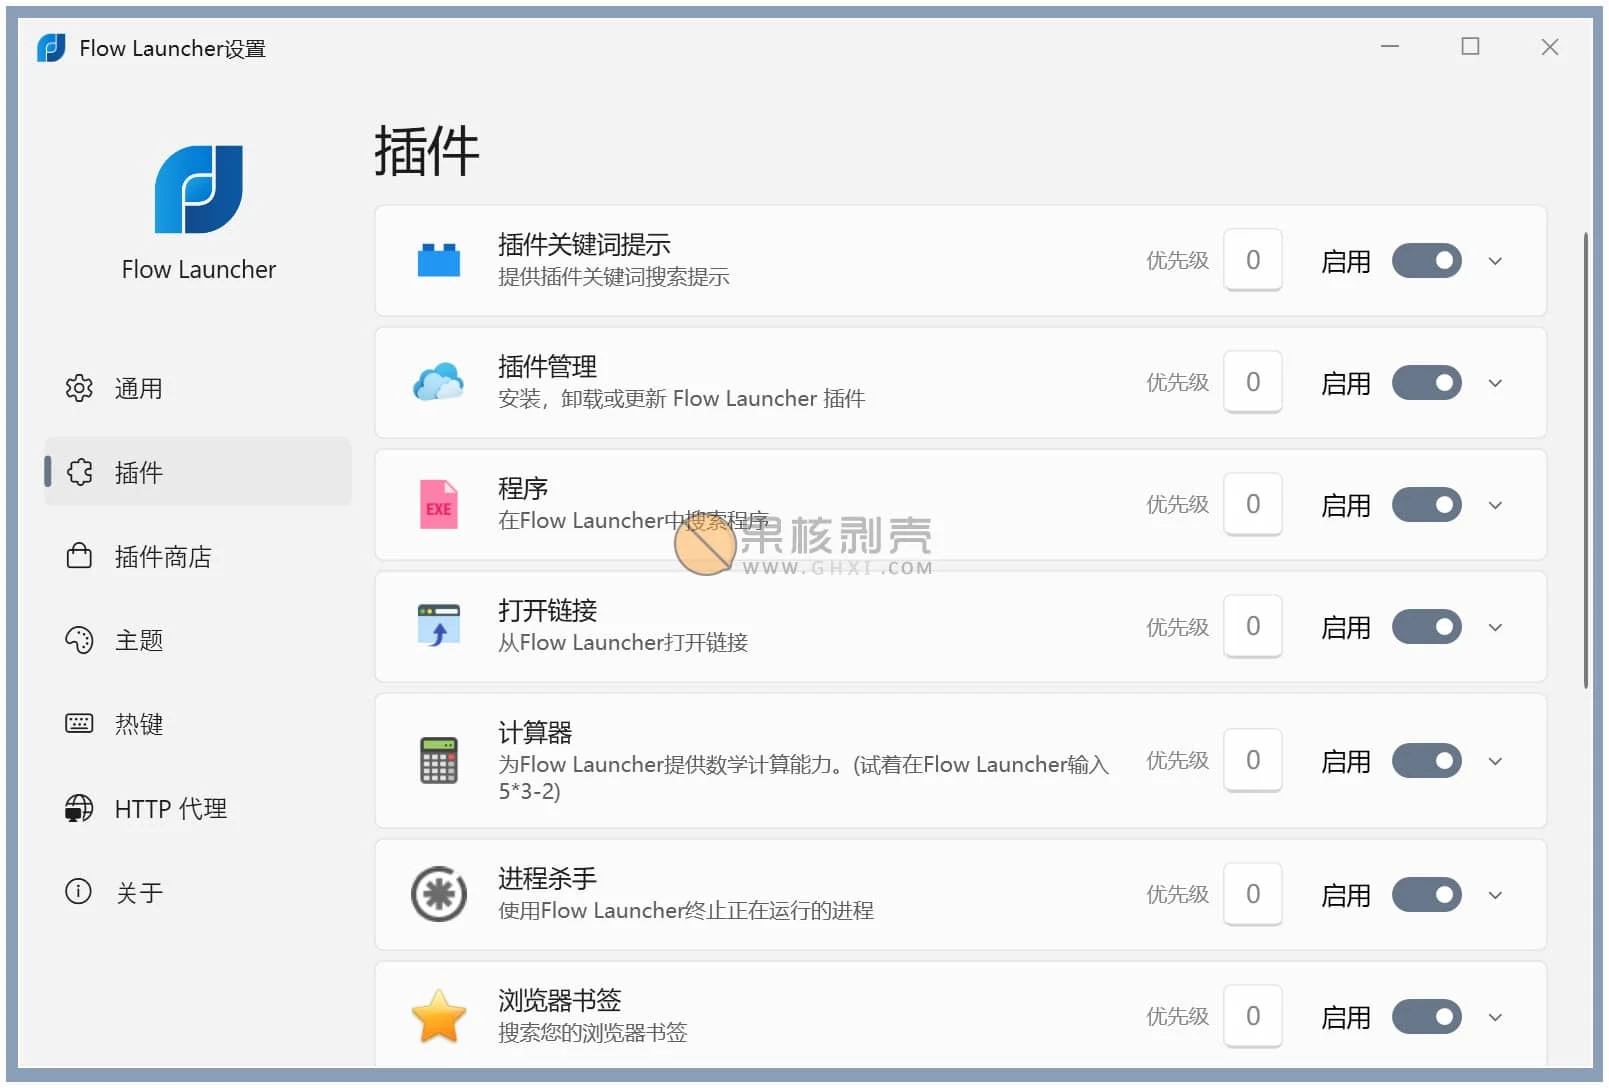 Flow Launcher设置
Flow Launcher
通用
插件
插件商店
主题
热键
HTTP 代理
关于
插件
插件关键词提示
提供插件关键词搜索提示
优先级 0 启用
插件管理
安装，卸载或更新 Flow Launcher 插件
优先级 0 启用
EXE
程序
在Flow Launcher中搜索程序
优先级 0 启用
果核剥壳
WWW.GHXI.COM
打开链接
从Flow Launcher打开链接
优先级 0 启用
计算器
为Flow Launcher提供数学计算能力。(试着在Flow Launcher输入
5*3-2)
优先级 0 启用
进程杀手
使用Flow Launcher终止正在运行的进程
优先级 0 启用
浏览器书签
搜索您的浏览器书签
优先级 0 启用